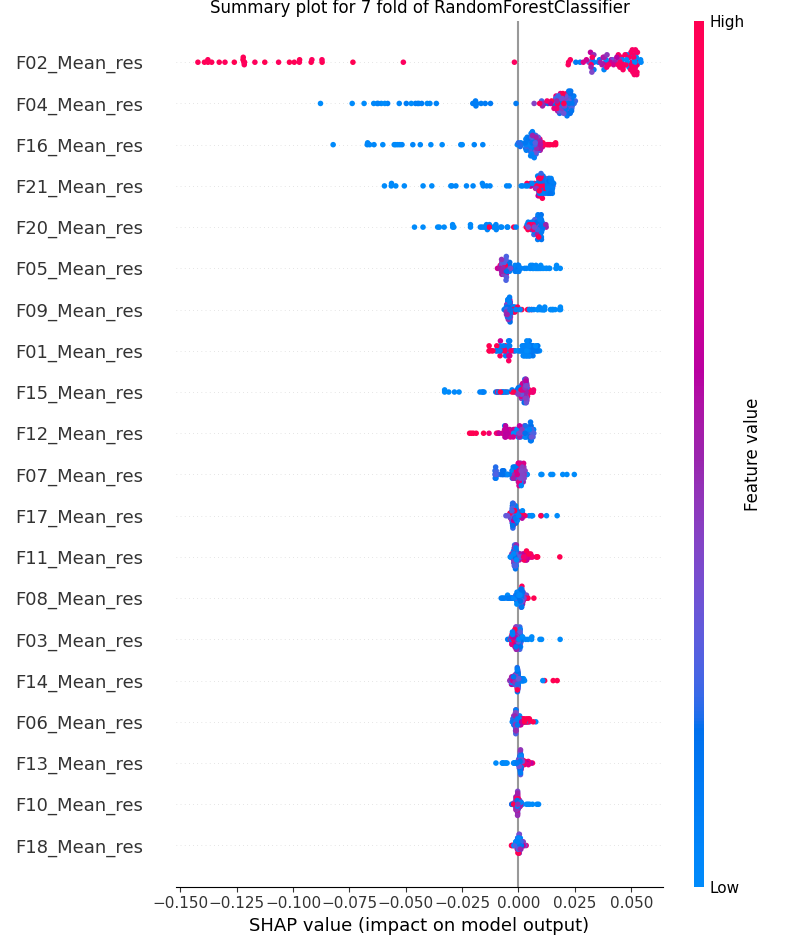 Summary plot for 7 fold of RandomForestClassifier
High
F02_Mean_res
F04_Mean_res
F16_Mean_res
F21_Mean_res
F20_Mean_res
F05_Mean_res
F09_Mean_res
F01_Mean_res
F15_Mean_res
F12_Mean_res
F07_Mean_res
F17_Mean_res
F11_Mean_res
F08_Mean_res
F03_Mean_res
F14_Mean_res
F06_Mean_res
F13_Mean_res
F10_Mean_res
F18_Mean_res
Feature value
Low
−0.150 −0.125 −0.100 −0.075 −0.050 −0.025 0.000 0.025 0.050
SHAP value (impact on model output)